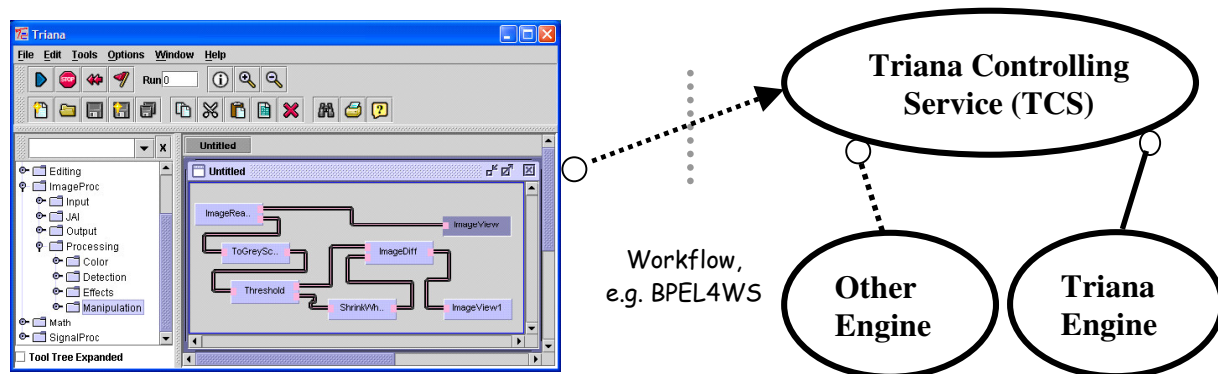 Triana
File Edit Tools Options Window Help
STOP
Run 0
Untitled
Editing
ImageProc
Input
JAI
Output
Processing
Color
Detection
Effects
Manipulation
Math
SignalProc
Tool Tree Expanded
Untitled
ImageRea..
ImageView
ToGreySc..
ImageDiff
Threshold
ShrinkWh..
ImageView1
Workflow,
e.g. BPEL4WS
Triana Controlling
Service (TCS)
Other
Engine
Triana
Engine